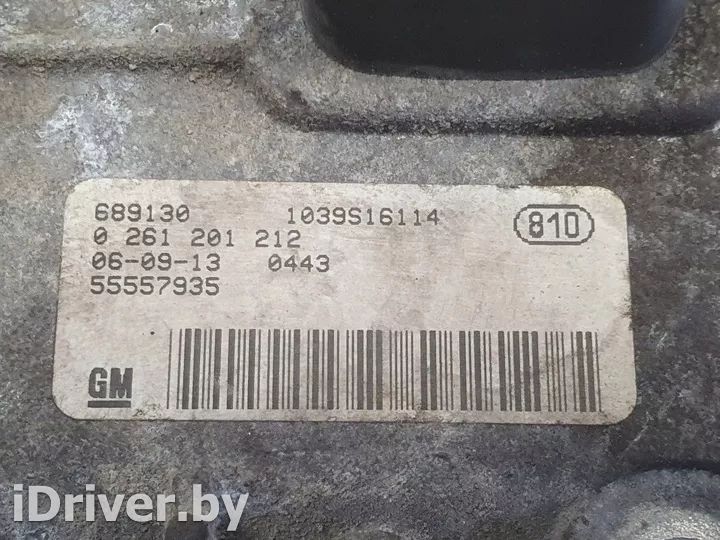 689130 1039S16114 810
0 261 201 212
06-09-13 0443
55557935
GM
iDriver.by